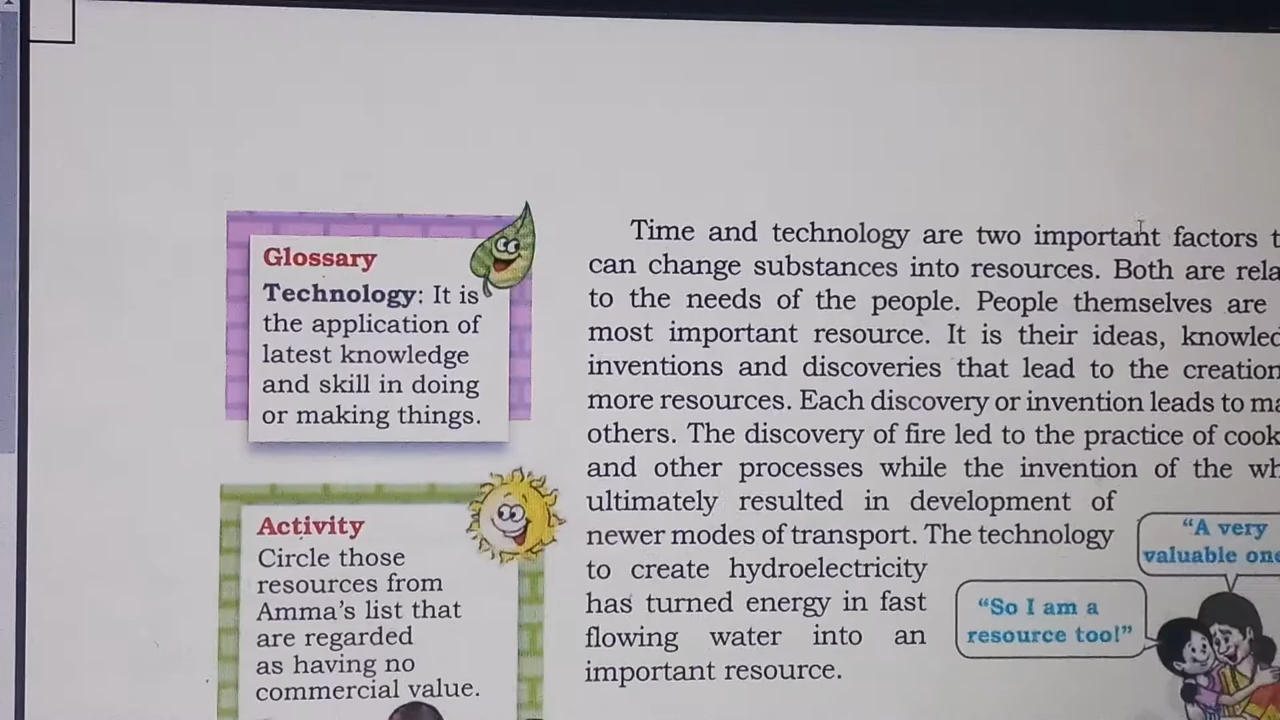 Glossary
Technology: It is
the application of
latest knowledge
and skill in doing
or making things.
Activity
Circle those
resources from
Amma's list that
are regarded
as having no
commercial value.
Time and technology are two important factors
can change substances into resources. Both are
to the needs of the people. People themselves are
most important resource. It is their ideas,
inventions and discoveries that lead to the creation
more resources. Each discovery or invention leads to
others. The discovery of fire led to the practice of
and other processes while the invention of the
ultimately resulted in development of
newer modes of transport. The technology
to create hydroelectricity
has turned energy in fast
flowing water into an
important resource.
"A very
valuable
"So I am a
resource too!"